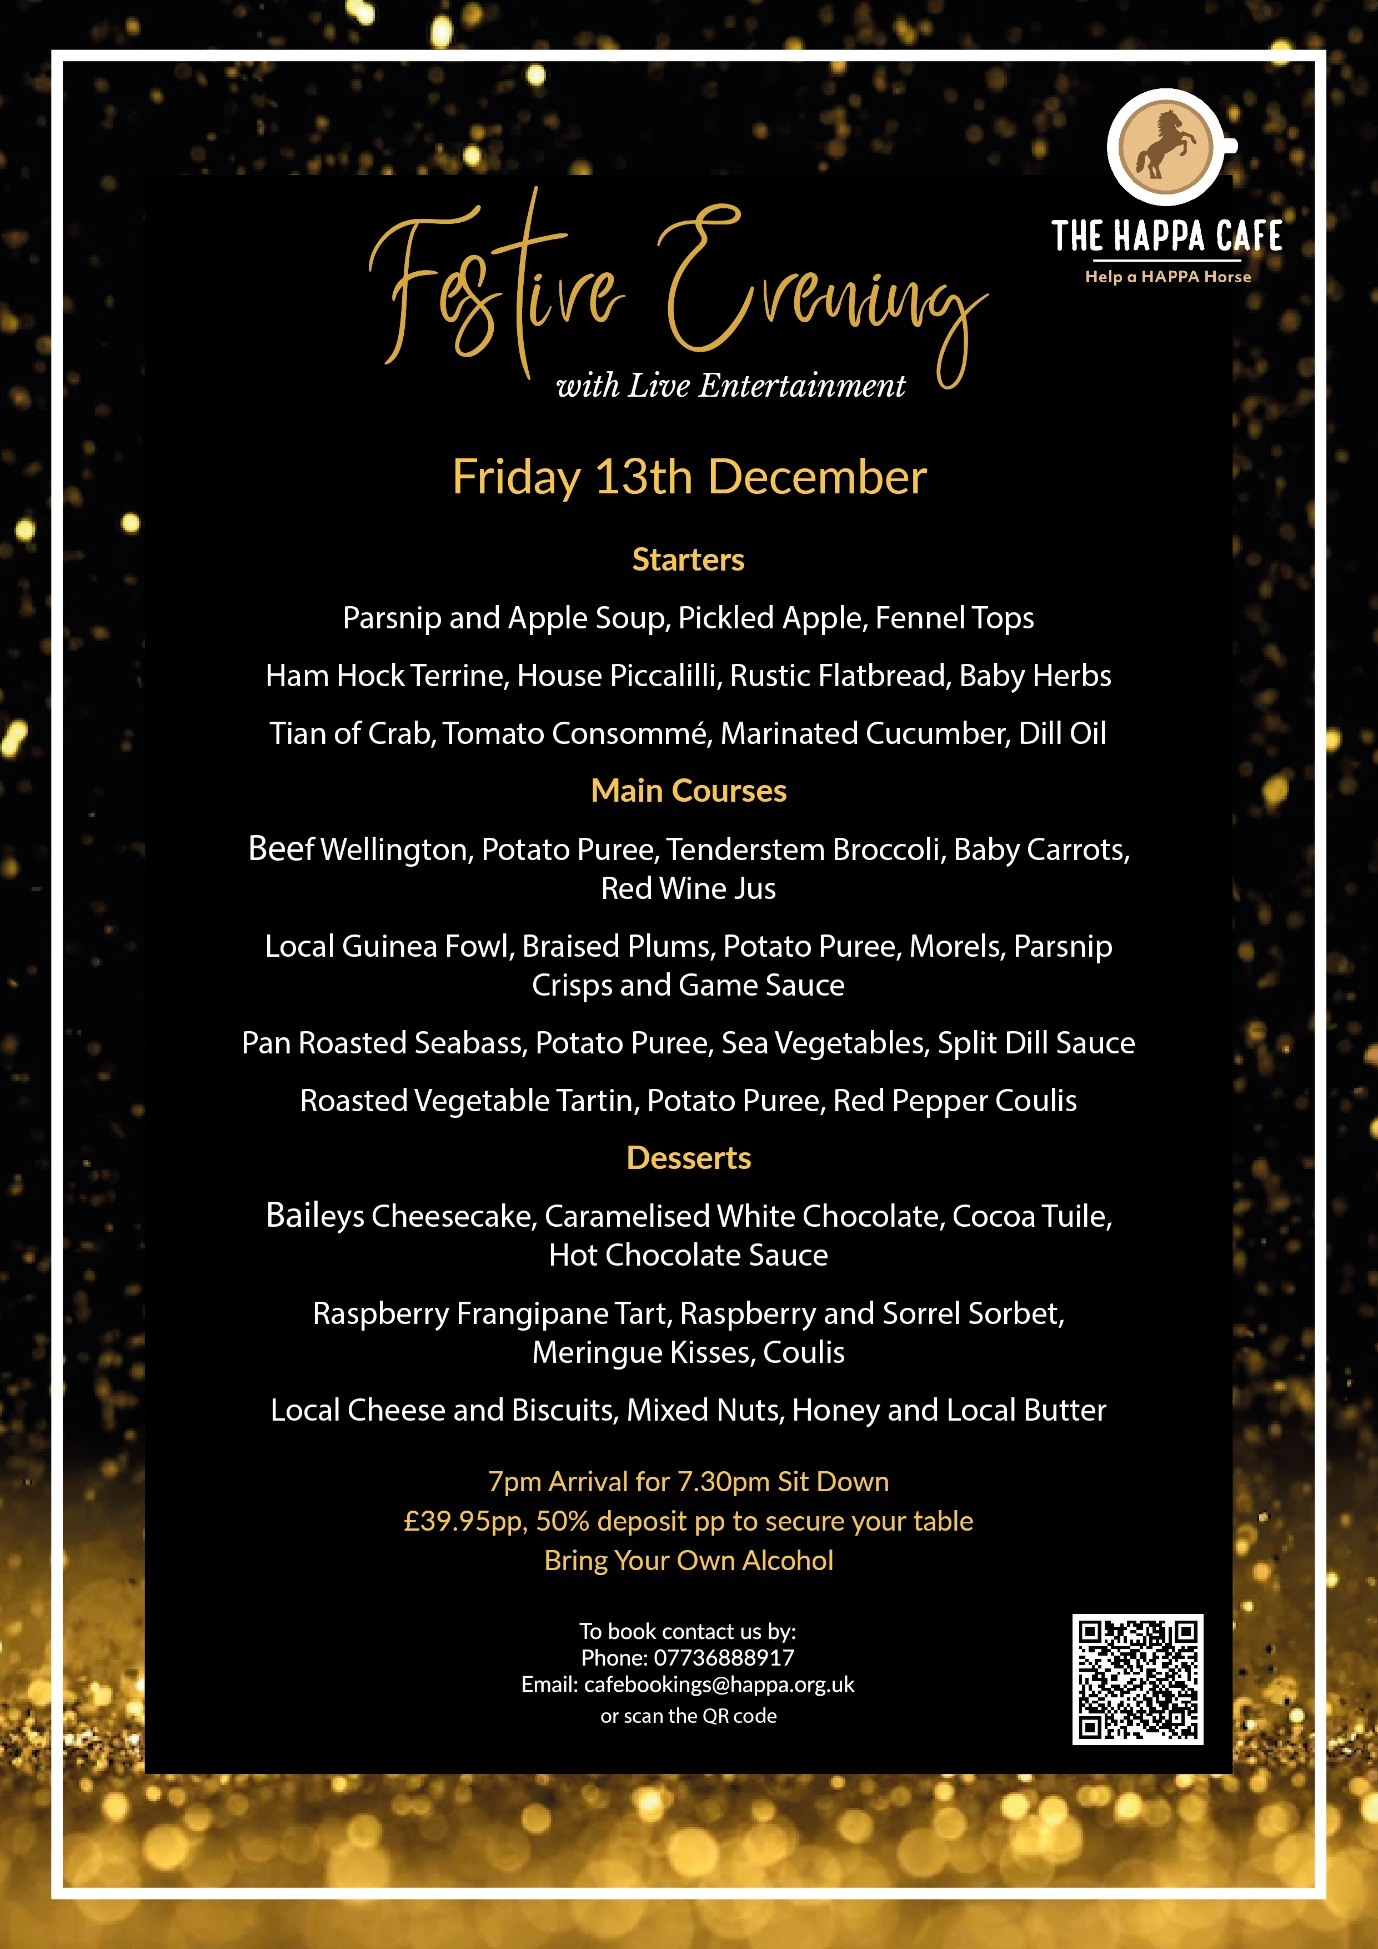 THE HAPPA CAFE
Help a HAPPA Horse
Festive Evening
with Live Entertainment
Friday 13th December
Starters
Parsnip and Apple Soup, Pickled Apple, Fennel Tops
Ham Hock Terrine, House Piccalilli, Rustic Flatbread, Baby Herbs
Tian of Crab, Tomato Consommé, Marinated Cucumber, Dill Oil
Main Courses
Beef Wellington, Potato Puree, Tenderstem Broccoli, Baby Carrots,
Red Wine Jus
Local Guinea Fowl, Braised Plums, Potato Puree, Morels, Parsnip
Crisps and Game Sauce
Pan Roasted Seabass, Potato Puree, Sea Vegetables, Split Dill Sauce
Roasted Vegetable Tartin, Potato Puree, Red Pepper Coulis
Desserts
Baileys Cheesecake, Caramelised White Chocolate, Cocoa Tuile,
Hot Chocolate Sauce
Raspberry Frangipane Tart, Raspberry and Sorrel Sorbet,
Meringue Kisses, Coulis
Local Cheese and Biscuits, Mixed Nuts, Honey and Local Butter
7pm Arrival for 7.30pm Sit Down
£39.95pp, 50% deposit pp to secure your table
Bring Your Own Alcohol
To book contact us by:
Phone: 07736888917
Email: cafebookings@happa.org.uk
or scan the QR code